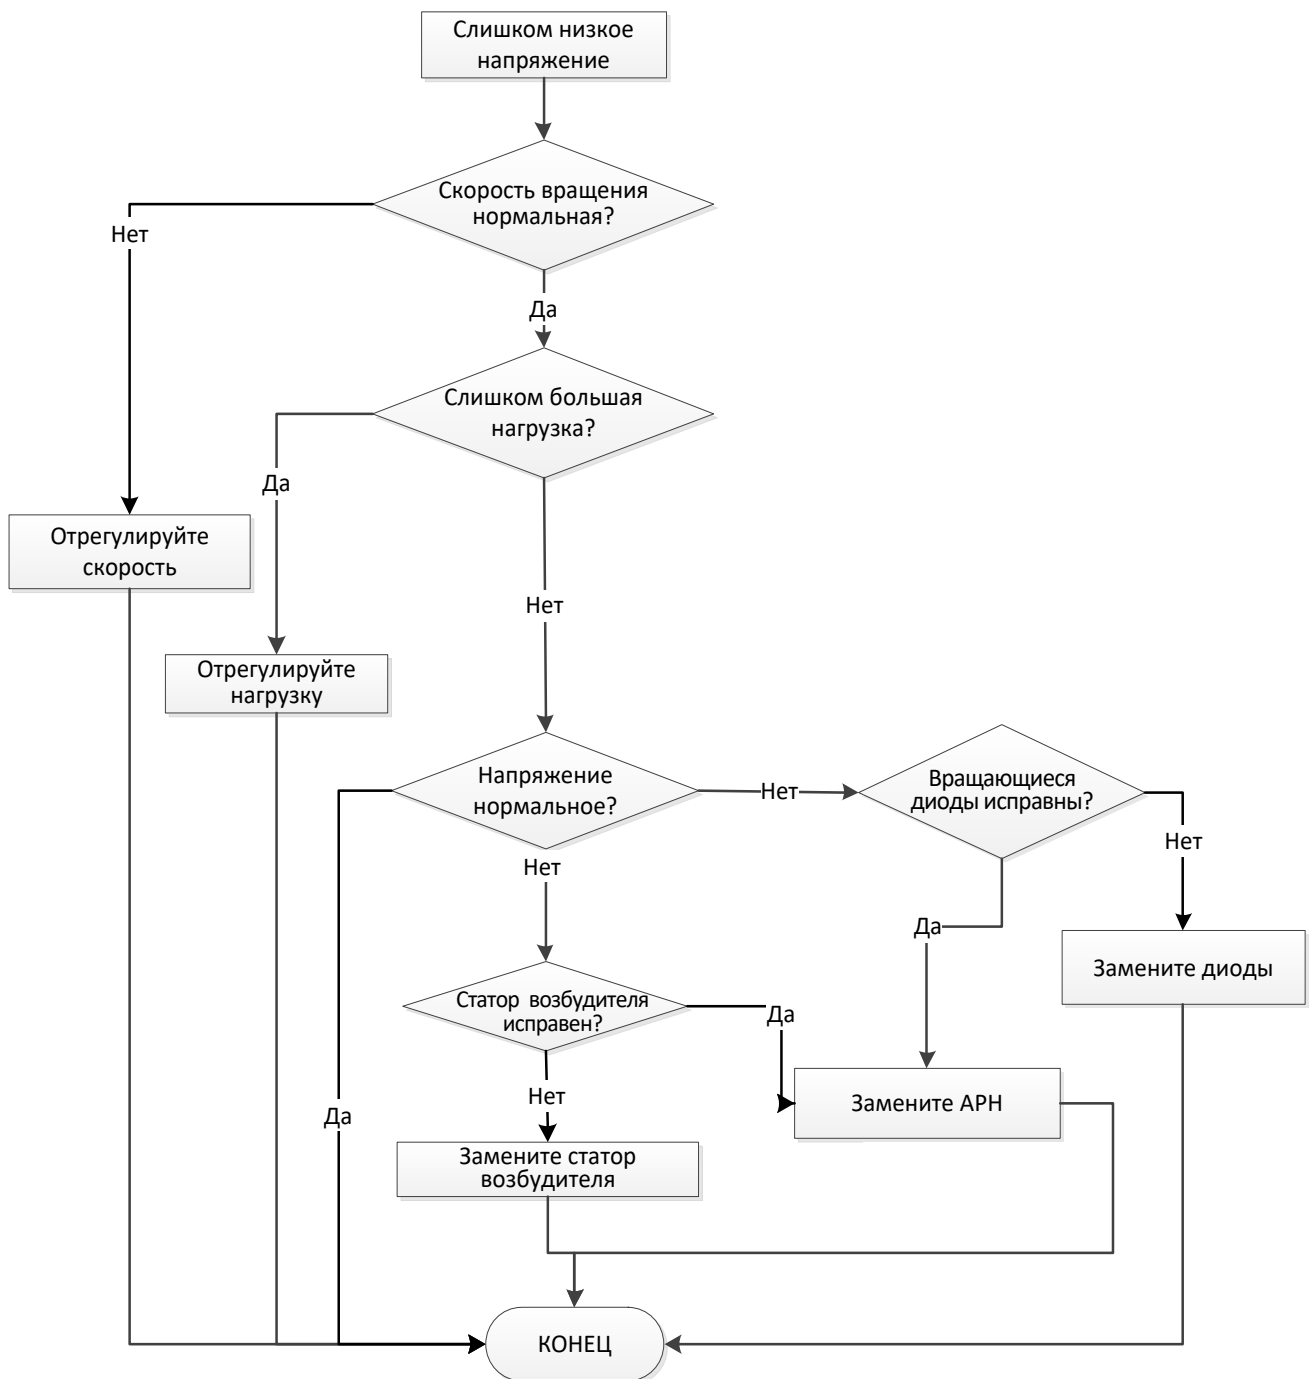 Слишком низкое
напряжение
Скорость вращения
нормальная?
Нет
Да
Слишком большая
нагрузка?
Да
Отрегулируйте
скорость
Нет
Отрегулируйте
нагрузку
Напряжение
нормальное?
Нет
Вращающиеся
диоды исправны?
Нет
Нет
Да
Замените диоды
Статор возбудителя
исправен?
Да
Нет
Да
Замените АРН
Замените статор
возбудителя
КОНЕЦ